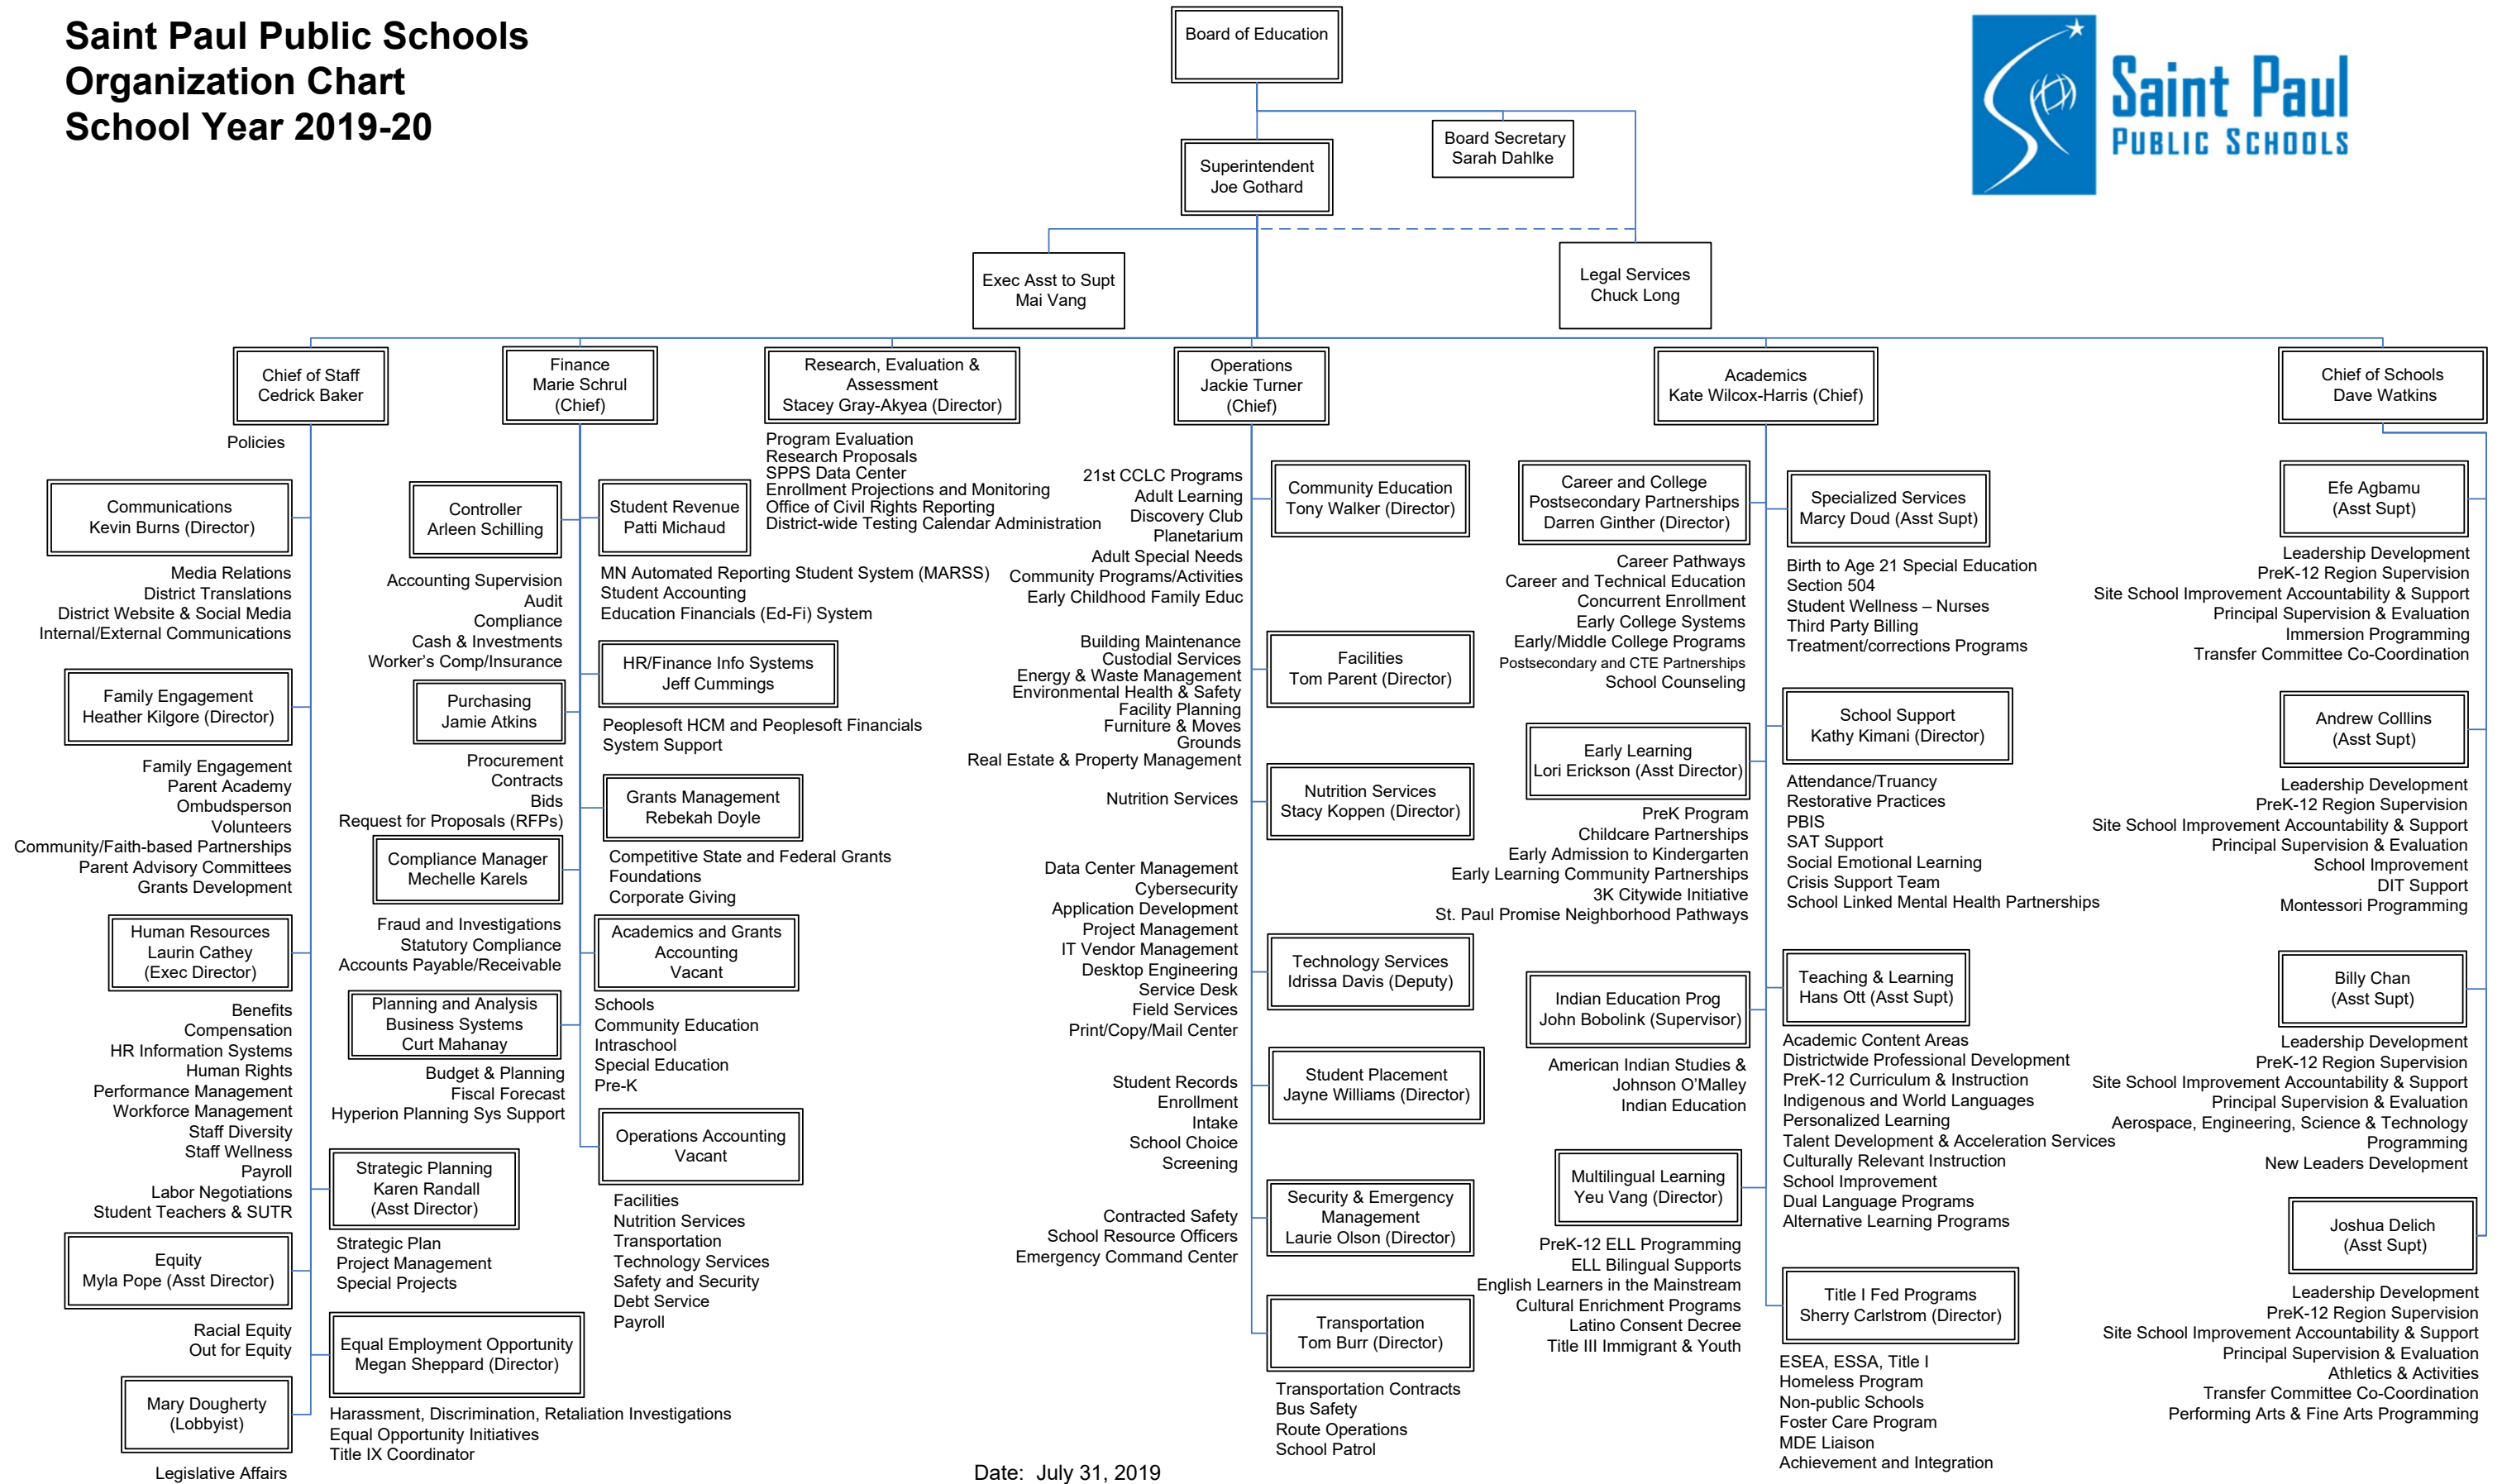 Saint Paul Public Schools
Organization Chart
School Year 2019-20
Saint Paul
PUBLIC SCHOOLS
Board of Education
Board Secretary
Sarah Dahlke
Superintendent
Joe Gothard
Exec Asst to Supt
Mai Vang
Legal Services
Chuck Long
Chief of Staff
Cedrick Baker
Policies
Communications
Kevin Burns (Director)
Media Relations
District Translations
District Website & Social Media
Internal/External Communications
Family Engagement
Heather Kilgore (Director)
Family Engagement
Parent Academy
Ombudsperson
Volunteers
Community/Faith-based Partnerships
Parent Advisory Committees
Grants Development
Human Resources
Laurin Cathey
(Exec Director)
Benefits
Compensation
HR Information Systems
Human Rights
Performance Management
Workforce Management
Staff Diversity
Staff Wellness
Payroll
Labor Negotiations
Student Teachers & SUTR
Strategic Planning
Karen Randall
(Asst Director)
Strategic Plan
Project Management
Special Projects
Equity
Myla Pope (Asst Director)
Racial Equity
Out for Equity
Equal Employment Opportunity
Megan Sheppard (Director)
Harassment, Discrimination, Retaliation Investigations
Equal Opportunity Initiatives
Title IX Coordinator
Mary Dougherty
(Lobbyist)
Legislative Affairs
Finance
Marie Schrul
(Chief)
Controller
Arleen Schilling
Accounting Supervision
Audit
Compliance
Cash & Investments
Worker’s Comp/Insurance
Purchasing
Jamie Atkins
Procurement
Contracts
Bids
Request for Proposals (RFPs)
Compliance Manager
Mechelle Karels
Fraud and Investigations
Statutory Compliance
Accounts Payable/Receivable
Planning and Analysis
Business Systems
Curt Mahanay
Budget & Planning
Fiscal Forecast
Hyperion Planning Sys Support
Student Revenue
Patti Michaud
MN Automated Reporting Student System (MARSS)
Student Accounting
Education Financials (Ed-Fi) System
HR/Finance Info Systems
Jeff Cummings
Peoplesoft HCM and Peoplesoft Financials
System Support
Grants Management
Rebekah Doyle
Competitive State and Federal Grants
Foundations
Corporate Giving
Academics and Grants
Accounting
Vacant
Schools
Community Education
Intraschool
Special Education
Pre-K
Operations Accounting
Vacant
Facilities
Nutrition Services
Transportation
Technology Services
Safety and Security
Debt Service
Payroll
Research, Evaluation &
Assessment
Stacey Gray-Akyea (Director)
Program Evaluation
Research Proposals
SPPS Data Center
Enrollment Projections and Monitoring
Office of Civil Rights Reporting
District-wide Testing Calendar Administration
Operations
Jackie Turner
(Chief)
Community Education
Tony Walker (Director)
21st CCLC Programs
Adult Learning
Discovery Club
Planetarium
Adult Special Needs
Community Programs/Activities
Early Childhood Family Educ
Facilities
Tom Parent (Director)
Building Maintenance
Custodial Services
Energy & Waste Management
Environmental Health & Safety
Facility Planning
Furniture & Moves
Grounds
Real Estate & Property Management
Nutrition Services
Stacy Koppen (Director)
Nutrition Services
Technology Services
Idrissa Davis (Deputy)
Data Center Management
Cybersecurity
Application Development
Project Management
IT Vendor Management
Desktop Engineering
Service Desk
Field Services
Print/Copy/Mail Center
Student Placement
Jayne Williams (Director)
Student Records
Enrollment
Intake
School Choice
Screening
Security & Emergency
Management
Laurie Olson (Director)
Contracted Safety
School Resource Officers
Emergency Command Center
Transportation
Tom Burr (Director)
Transportation Contracts
Bus Safety
Route Operations
School Patrol
Academics
Kate Wilcox-Harris (Chief)
Career and College
Postsecondary Partnerships
Darren Ginther (Director)
Career Pathways
Career and Technical Education
Concurrent Enrollment
Early College Systems
Early/Middle College Programs
Postsecondary and CTE Partnerships
School Counseling
Early Learning
Lori Erickson (Asst Director)
PreK Program
Childcare Partnerships
Early Admission to Kindergarten
Early Learning Community Partnerships
3K Citywide Initiative
St. Paul Promise Neighborhood Pathways
Indian Education Prog
John Bobolink (Supervisor)
American Indian Studies &
Johnson O’Malley
Indian Education
Multilingual Learning
Yeu Vang (Director)
PreK-12 ELL Programming
ELL Bilingual Supports
English Learners in the Mainstream
Cultural Enrichment Programs
Latino Consent Decree
Title III Immigrant & Youth
Specialized Services
Marcy Doud (Asst Supt)
Birth to Age 21 Special Education
Section 504
Student Wellness – Nurses
Third Party Billing
Treatment/corrections Programs
School Support
Kathy Kimani (Director)
Attendance/Truancy
Restorative Practices
PBIS
SAT Support
Social Emotional Learning
Crisis Support Team
School Linked Mental Health Partnerships
Teaching & Learning
Hans Ott (Asst Supt)
Academic Content Areas
Districtwide Professional Development
PreK-12 Curriculum & Instruction
Indigenous and World Languages
Personalized Learning
Talent Development & Acceleration Services
Culturally Relevant Instruction
School Improvement
Dual Language Programs
Alternative Learning Programs
Title I Fed Programs
Sherry Carlstrom (Director)
ESEA, ESSA, Title I
Homeless Program
Non-public Schools
Foster Care Program
MDE Liaison
Achievement and Integration
Chief of Schools
Dave Watkins
Efe Agbamu
(Asst Supt)
Leadership Development
PreK-12 Region Supervision
Site School Improvement Accountability & Support
Principal Supervision & Evaluation
Immersion Programming
Transfer Committee Co-Coordination
Andrew Colllins
(Asst Supt)
Leadership Development
PreK-12 Region Supervision
Site School Improvement Accountability & Support
Principal Supervision & Evaluation
School Improvement
DIT Support
Montessori Programming
Billy Chan
(Asst Supt)
Leadership Development
PreK-12 Region Supervision
Site School Improvement Accountability & Support
Principal Supervision & Evaluation
Aerospace, Engineering, Science & Technology
Programming
New Leaders Development
Joshua Delich
(Asst Supt)
Leadership Development
PreK-12 Region Supervision
Site School Improvement Accountability & Support
Principal Supervision & Evaluation
Athletics & Activities
Transfer Committee Co-Coordination
Performing Arts & Fine Arts Programming
Date: July 31, 2019